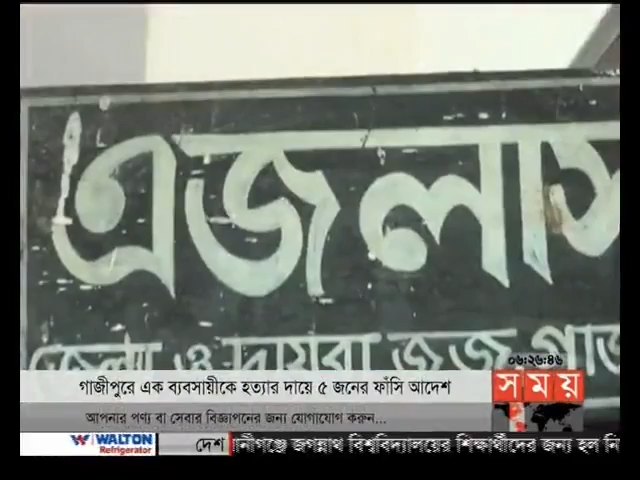 এজলাস
জেলা ও দায়রা জজ গাজ
০৬:২৬:৪৬
গাজীপুরে এক ব্যবসায়ীকে হত্যার দায়ে ৫ জনের ফাঁসি আদেশ
সময়
আপনার পণ্য বা সেবার বিজ্ঞাপনের জন্য যোগাযোগ করুন...
WALTON
Refrigerator
দেশ
জগন্নাথ বিশ্ববিদ্যালয়ের শিক্ষার্থীদের জন্য হল